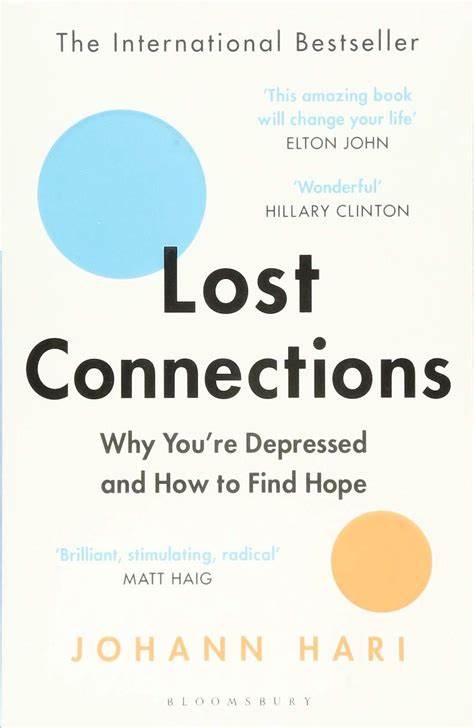 The International Bestseller
'This amazing book
will change your life'
ELTON JOHN
'Wonderful'
HILLARY CLINTON
Lost
Connections
Why You're Depressed
and How to Find Hope
'Brilliant, stimulating, radical'
MATT HAIG
JOHANN HARI
BLOOMSBURY